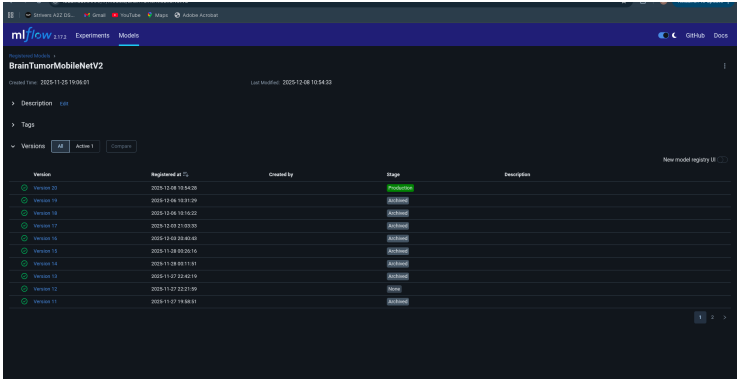 Strivers A2Z DS... Gmail YouTube Maps Adobe Acrobat
mlflow 2.17.2 Experiments Models GitHub Docs
Registered Models ›
BrainTumorMobileNetV2
Created Time: 2025-11-25 19:06:01 Last Modified: 2025-12-08 10:54:33
Description Edit
Tags
Versions All Active 1 Compare
New model registry UI
Version Registered at Created by Stage Description
Version 20 2025-12-08 10:54:28 Production
Version 19 2025-12-06 10:31:29 Archived
Version 18 2025-12-06 10:16:22 Archived
Version 17 2025-12-03 21:03:33 Archived
Version 16 2025-12-03 20:40:43 Archived
Version 15 2025-11-28 00:26:16 Archived
Version 14 2025-11-28 00:11:51 Archived
Version 13 2025-11-27 22:42:19 Archived
Version 12 2025-11-27 22:21:59 None
Version 11 2025-11-27 19:58:51 Archived
1 2 >